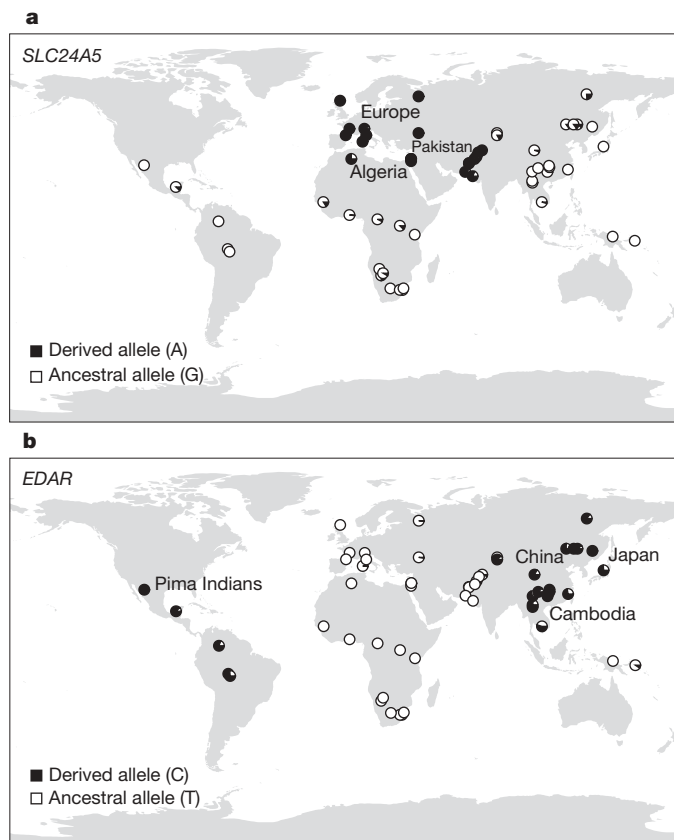 a
SLC24A5
Europe
Pakistan
Algeria
Derived allele (A)
Ancestral allele (G)
b
EDAR
China
Japan
Pima Indians
Cambodia
Derived allele (C)
Ancestral allele (T)